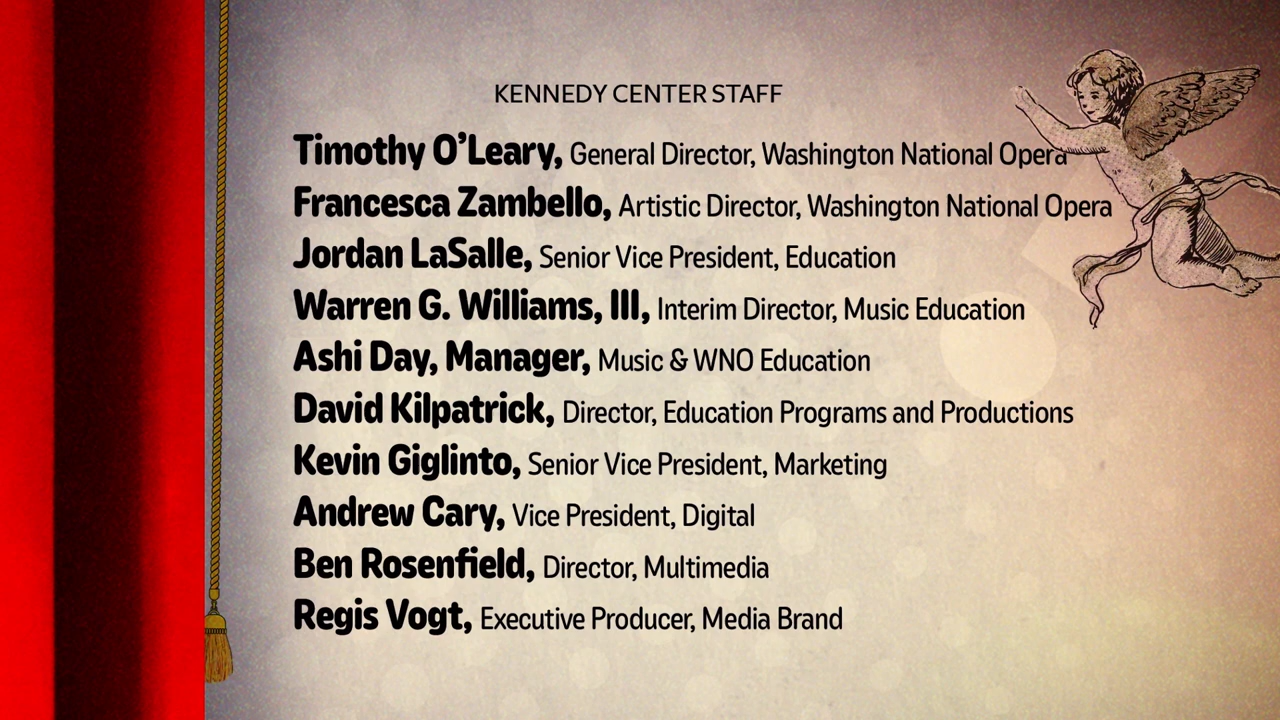 KENNEDY CENTER STAFF
Timothy O’Leary, General Director, Washington National Opera
Francesca Zambello, Artistic Director, Washington National Opera
Jordan LaSalle, Senior Vice President, Education
Warren G. Williams, III, Interim Director, Music Education
Ashi Day, Manager, Music & WNO Education
David Kilpatrick, Director, Education Programs and Productions
Kevin Giglinto, Senior Vice President, Marketing
Andrew Cary, Vice President, Digital
Ben Rosenfield, Director, Multimedia
Regis Vogt, Executive Producer, Media Brand